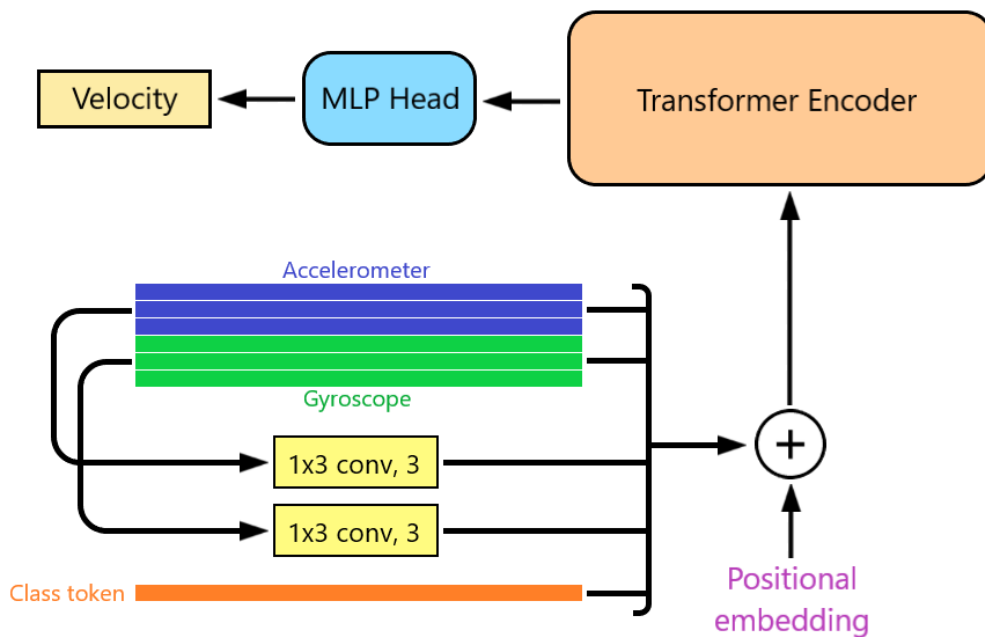 Velocity
MLP Head
Transformer Encoder
Accelerometer
Gyroscope
1x3 conv, 3
1x3 conv, 3
Class token
Positional
embedding